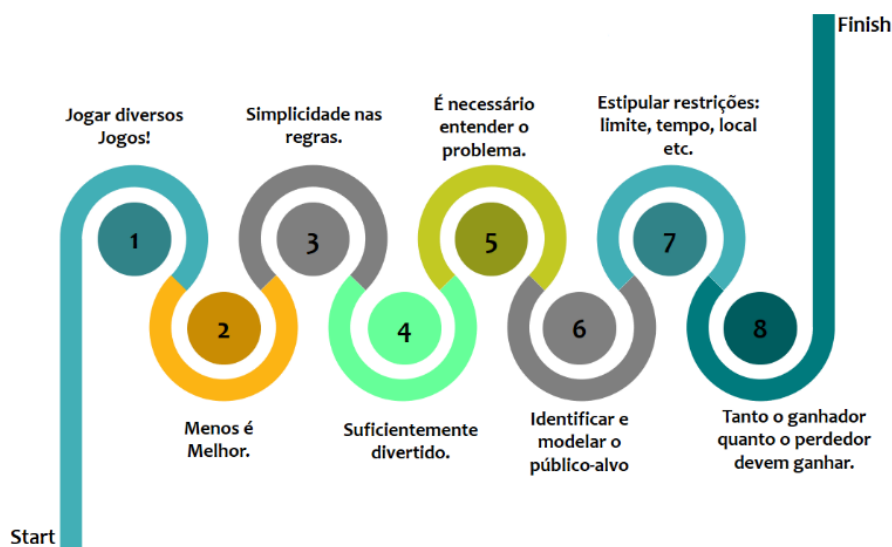 Finish
Jogar diversos
Jogos!
Simplicidade nas
regras.
É necessário
entender o
problema.
Estipular restrições:
limite, tempo, local
etc.
1
3
5
7
2
4
6
8
Menos é
Melhor.
Suficientemente
divertido.
Identificar e
modelar o
público-alvo
Tanto o ganhador
quanto o perdedor
devem ganhar.
Start